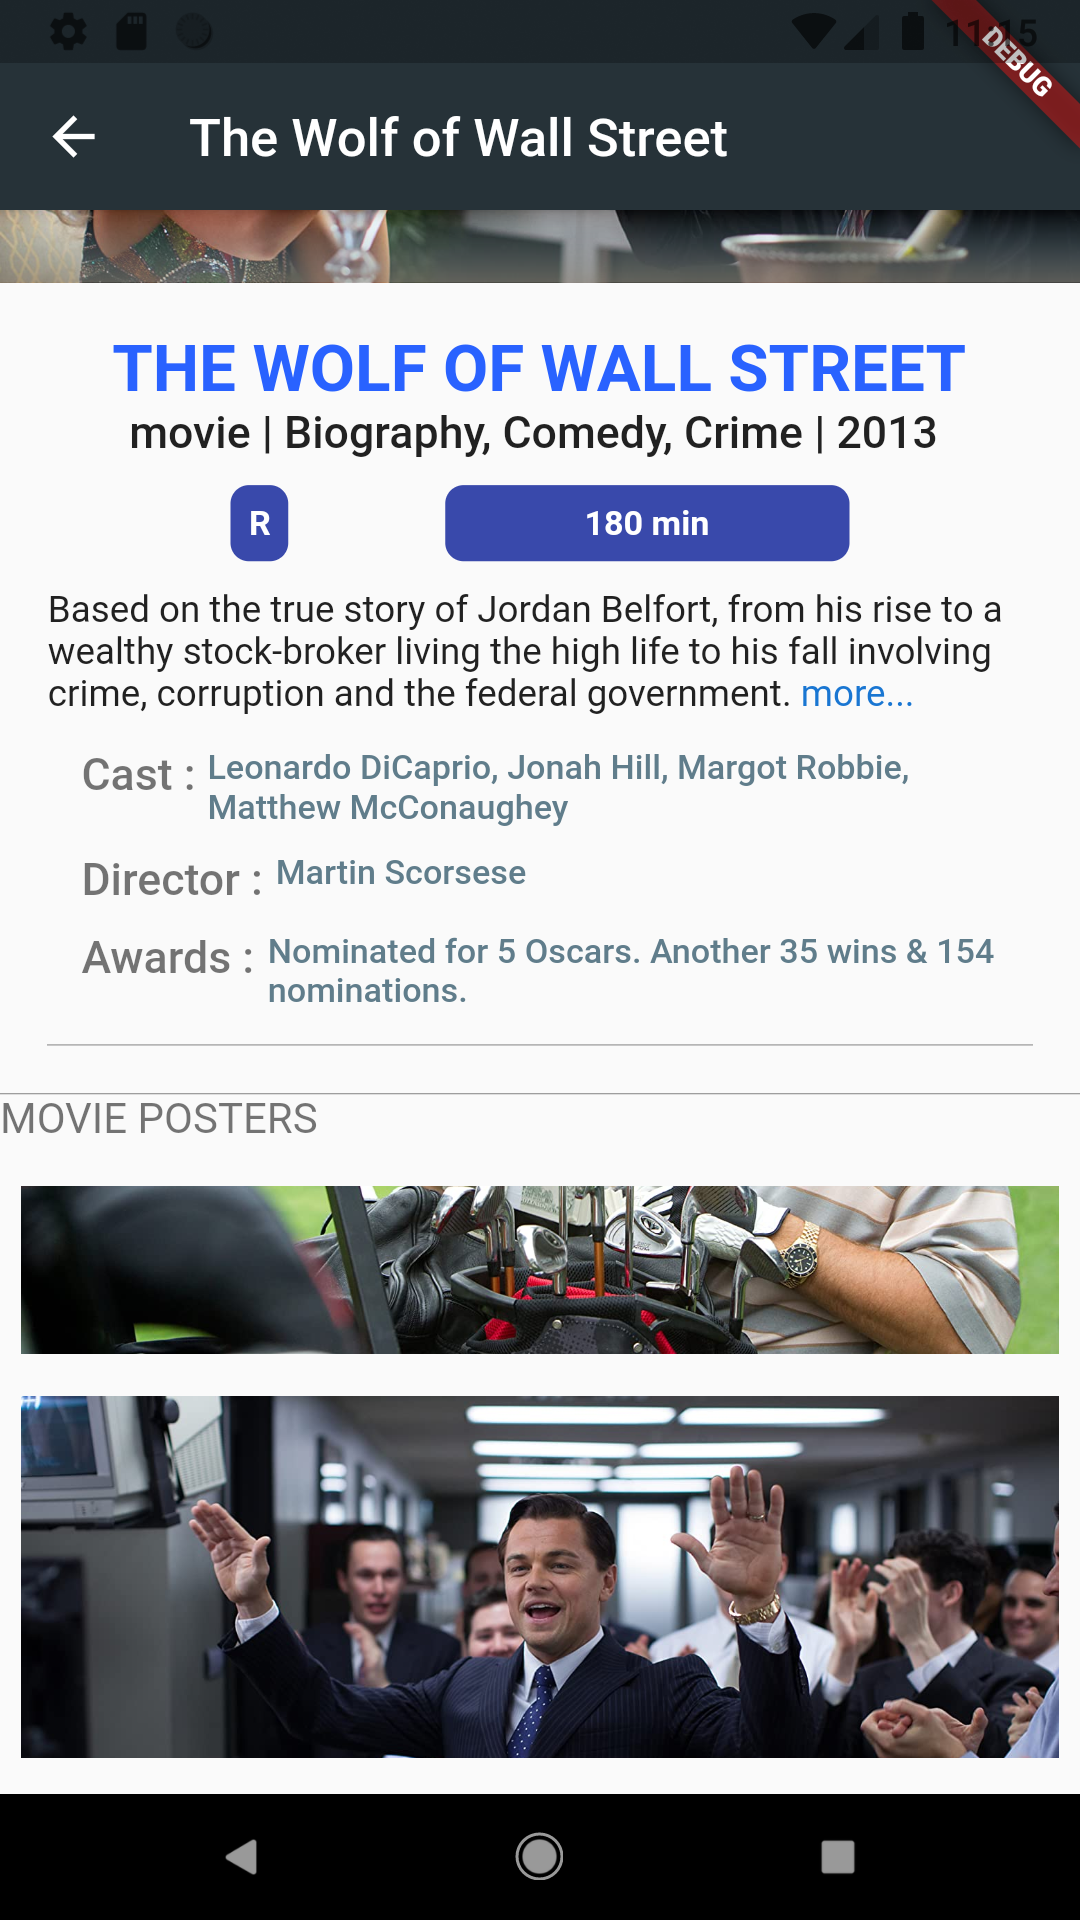 11:15
DEBUG
The Wolf of Wall Street
THE WOLF OF WALL STREET
movie | Biography, Comedy, Crime | 2013
R
180 min
Based on the true story of Jordan Belfort, from his rise to a
wealthy stock-broker living the high life to his fall involving
crime, corruption and the federal government. more...
Cast : Leonardo DiCaprio, Jonah Hill, Margot Robbie,
Matthew McConaughey
Director : Martin Scorsese
Awards : Nominated for 5 Oscars. Another 35 wins & 154
nominations.
MOVIE POSTERS